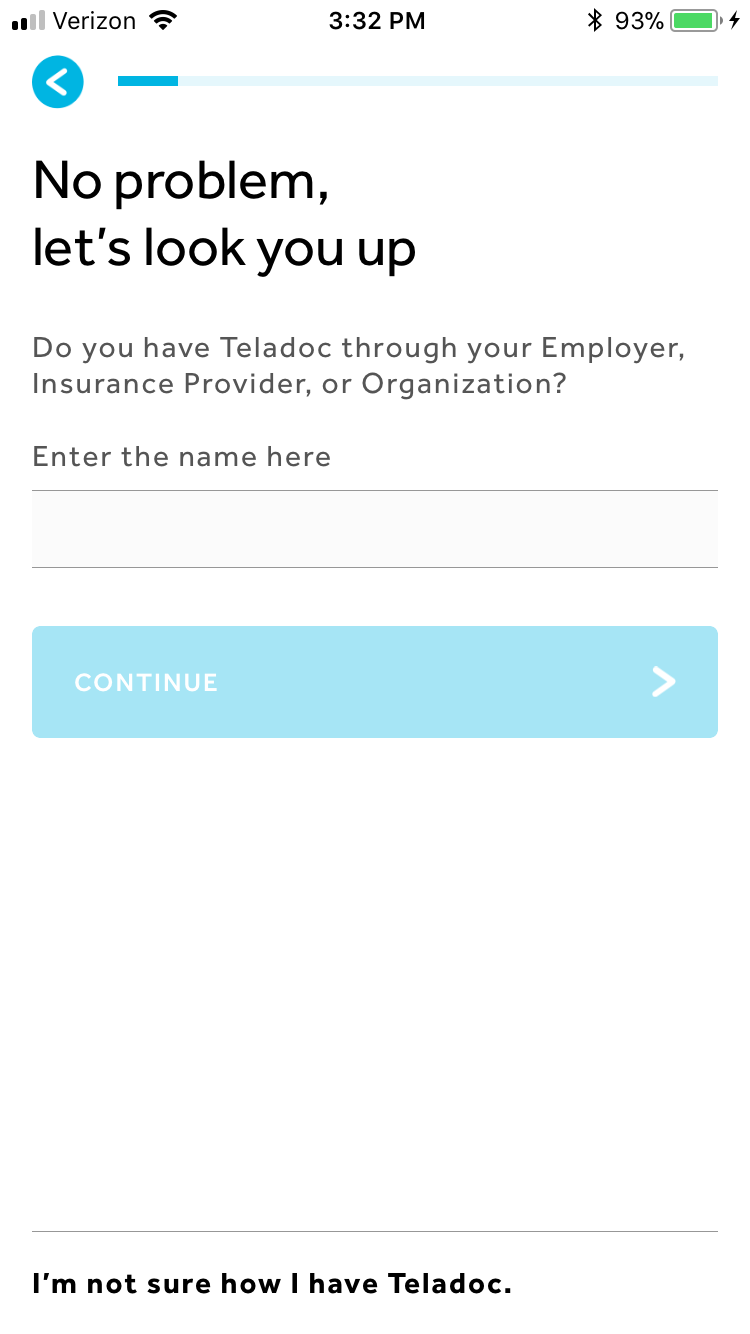 Verizon 3:32 PM 93%
No problem,
let's look you up
Do you have Teladoc through your Employer,
Insurance Provider, or Organization?
Enter the name here
CONTINUE
I'm not sure how I have Teladoc.